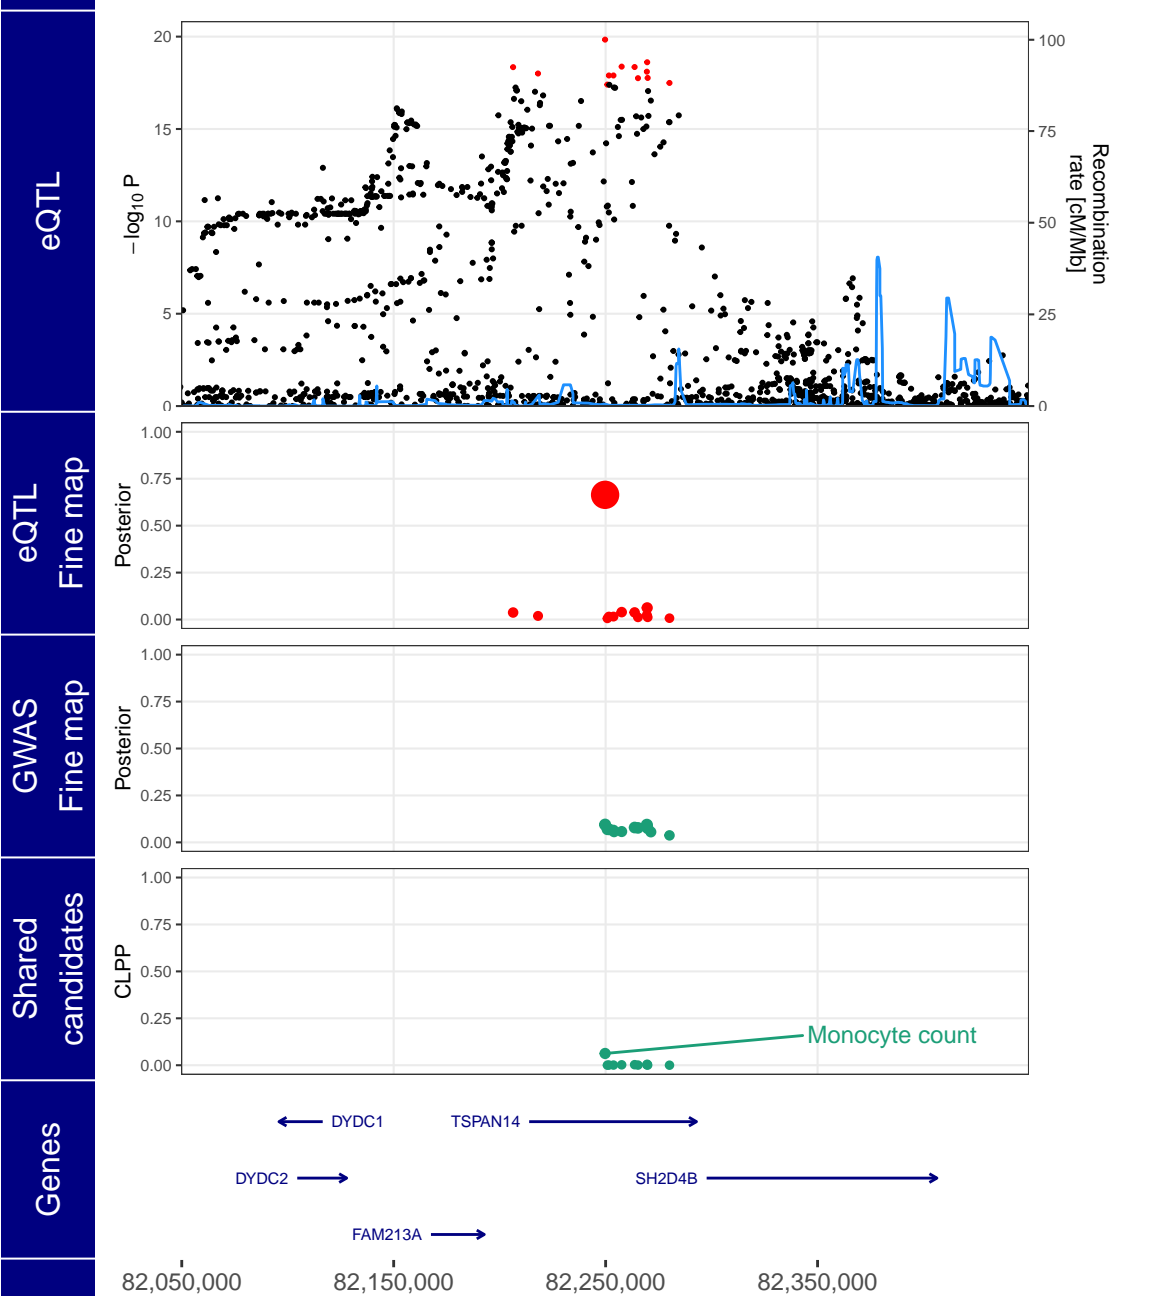 eQTL
−log10 P
20
15
10
5
0
100
75
50
25
0
Recombination
rate [cM/Mb]
eQTL
Fine map
Posterior
1.00
0.75
0.50
0.25
0.00
GWAS
Fine map
Posterior
1.00
0.75
0.50
0.25
0.00
Shared
candidates
CLPP
1.00
0.75
0.50
0.25
0.00
Monocyte count
Genes
DYDC1
TSPAN14
DYDC2
SH2D4B
FAM213A
82,050,000
82,150,000
82,250,000
82,350,000